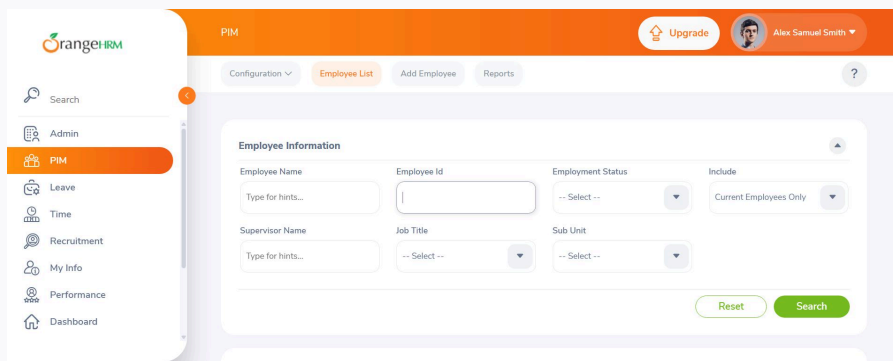 OrangeHRM
Search
Admin
PIM
Leave
Time
Recruitment
My Info
Performance
Dashboard
PIM
Upgrade
Alex Samuel Smith
Configuration
Employee List
Add Employee
Reports
?
Employee Information
Employee Name
Employee Id
Employment Status
Include
Type for hints...
-- Select --
Current Employees Only
Supervisor Name
Job Title
Sub Unit
Type for hints...
-- Select --
-- Select --
Reset
Search